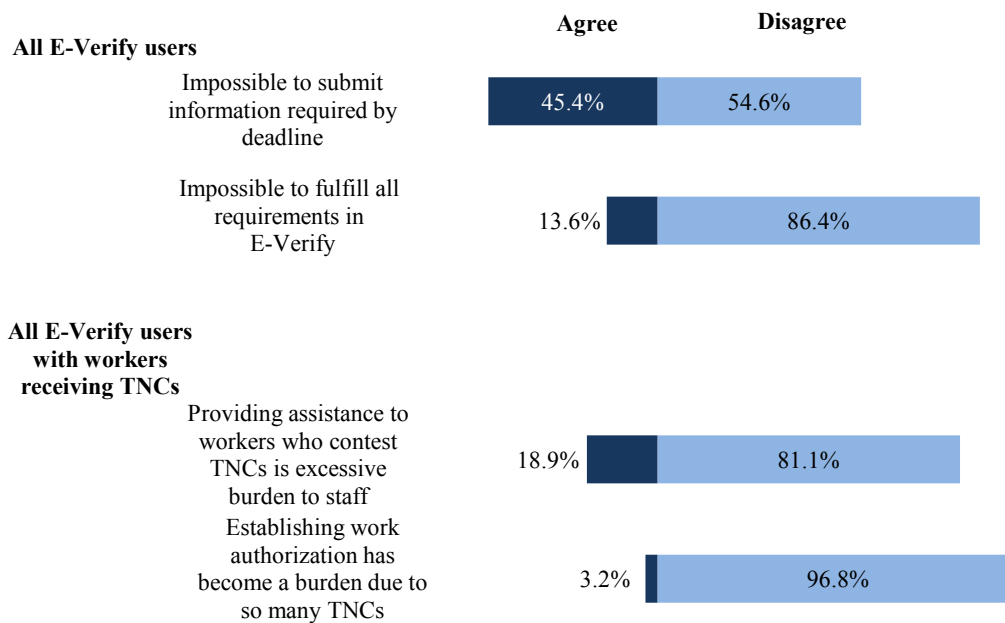 Agree Disagree
All E-Verify users
Impossible to submit
information required by
deadline
45.4% 54.6%
Impossible to fulfill all
requirements in
E-Verify
13.6% 86.4%
All E-Verify users
with workers
receiving TNCs
Providing assistance to
workers who contest
TNCs is excessive
burden to staff
18.9% 81.1%
Establishing work
authorization has
become a burden due to
so many TNCs
3.2% 96.8%